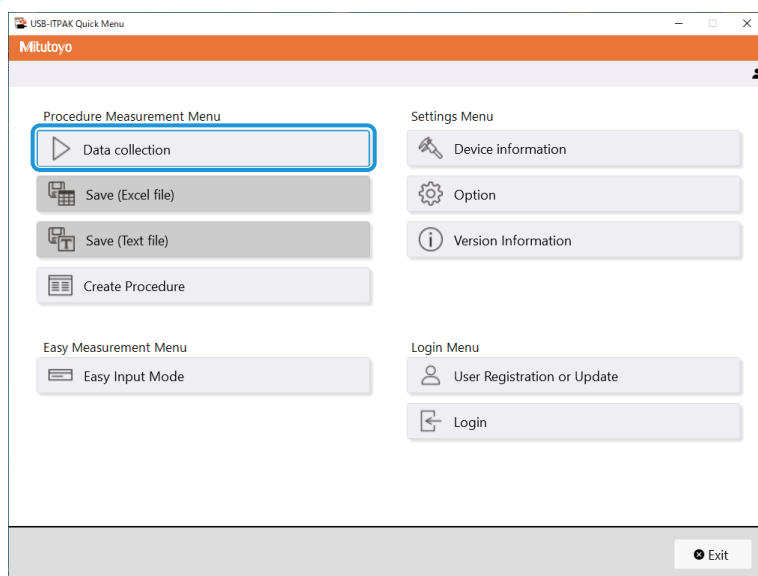 USB-ITPAK Quick Menu
Mitutoyo
Procedure Measurement Menu
Data collection
Save (Excel file)
Save (Text file)
Create Procedure
Easy Measurement Menu
Easy Input Mode
Settings Menu
Device information
Option
Version Information
Login Menu
User Registration or Update
Login
Exit